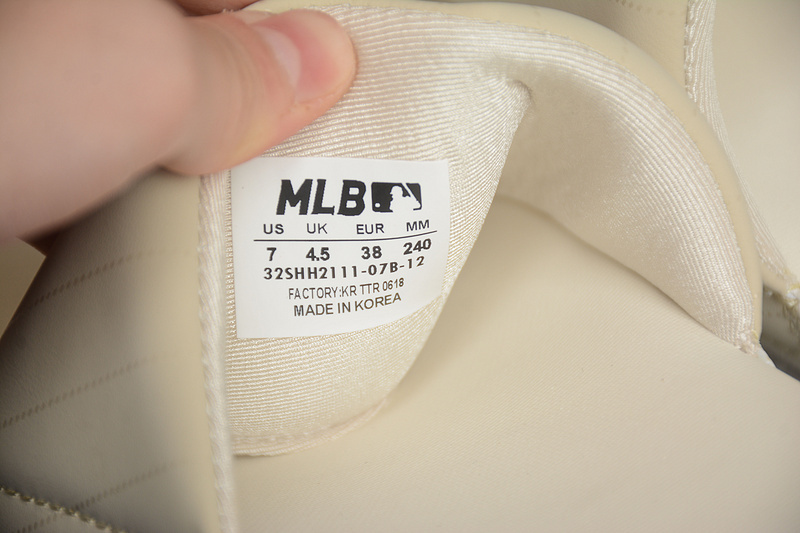 MLB
US UK EUR MM
7 4.5 38 240
32SHH2111-07B-12
FACTORY:KR TTR 0618
MADE IN KOREA